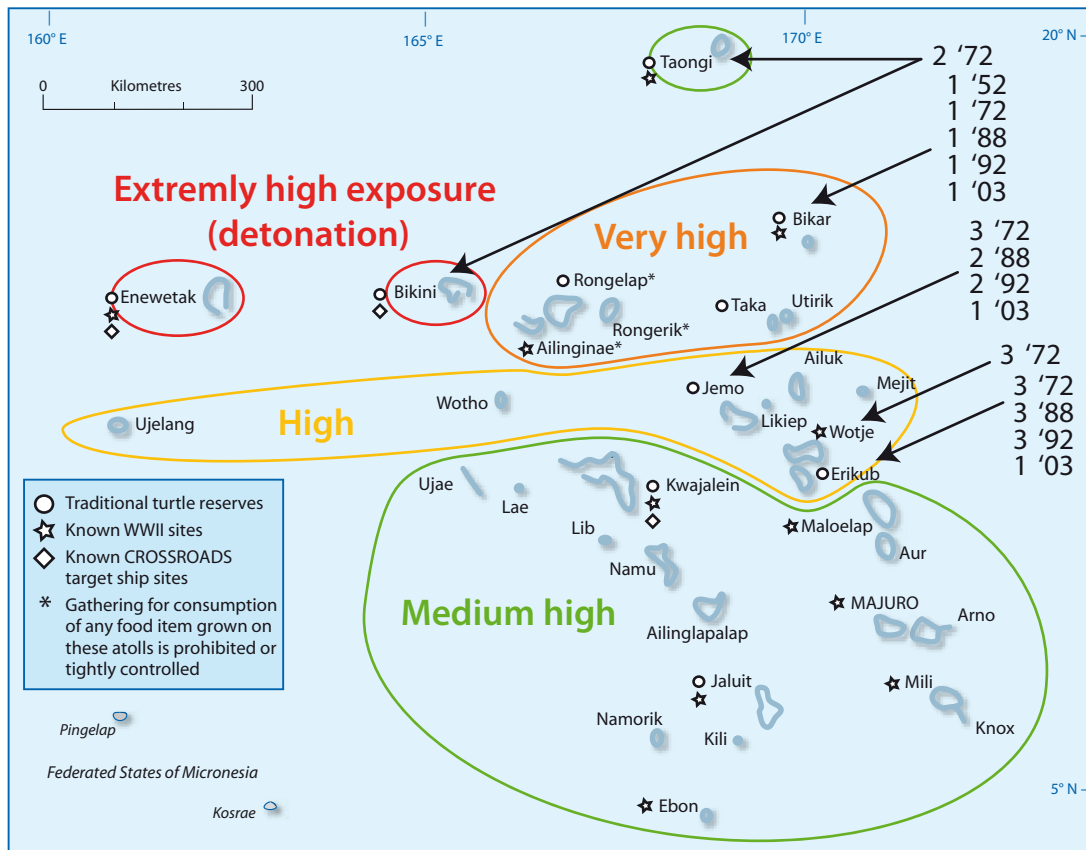 160° E
165° E
170° E
20° N
0 Kilometres 300
Taongi
2 ‘72
1 ‘52
1 ‘72
1 ‘88
1 ‘92
1 ‘03
Extremly high exposure
(detonation)
Very high
Bikar
3 ‘72
2 ‘88
2 ‘92
1 ‘03
Enewetak
Bikini
Rongelap*
Taka
Utirik
Rongerik*
Ailinginae*
3 ‘72
3 ‘72
3 ‘88
3 ‘92
1 ‘03
Ailuk
Jemo
Mejit
Wotho
Likiep
Ujelang
High
Wotje
Erikub
Ujae
Lae
Kwajalein
Maloelap
Lib
Aur
Namu
Medium high
MAJURO
Arno
Ailinglapalap
Jaluit
Mili
Namorik
Kili
Knox
Ebon
5° N
Traditional turtle reserves
Known WWII sites
Known CROSSROADS
target ship sites
* Gathering for consumption
of any food item grown on
these atolls is prohibited or
tightly controlled
Pingelap
Federated States of Micronesia
Kosrae